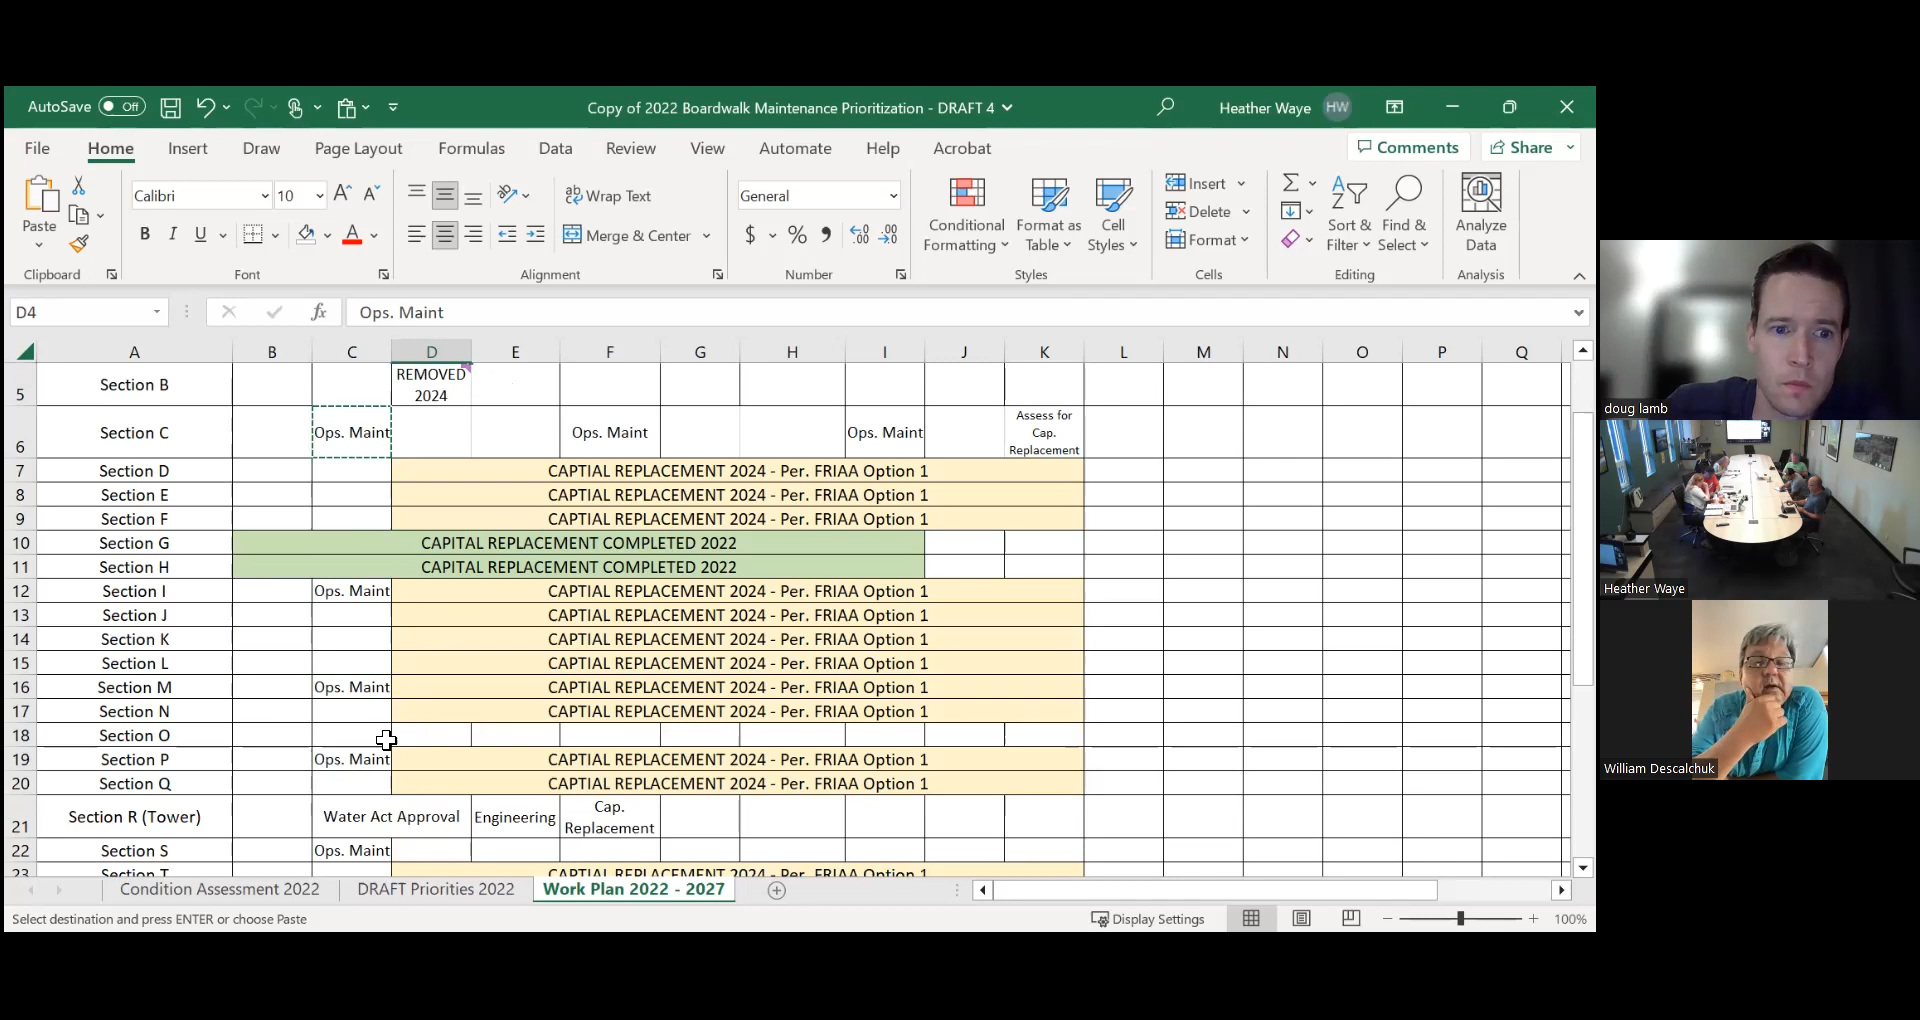 AutoSave Off Copy of 2022 Boardwalk Maintenance Prioritization - DRAFT 4 Heather Waye HW
File Home Insert Draw Page Layout Formulas Data Review View Automate Help Acrobat Comments Share
Paste
Calibri 10
Wrap Text
General
Conditional Formatting
Format as Table
Cell Styles
Insert
Delete
Format
Sort & Filter
Find & Select
Analyze Data
B I U A
Merge & Center
$ %
Clipboard Font Alignment Number Styles Cells Editing Analysis
D4 fx Ops. Maint
A B C D E F G H I J K L M N O P Q
5 Section B REMOVED 2024
6 Section C Ops. Maint Ops. Maint Ops. Maint Assess for Cap. Replacement
7 Section D CAPTIAL REPLACEMENT 2024 - Per. FRIAA Option 1
8 Section E CAPTIAL REPLACEMENT 2024 - Per. FRIAA Option 1
9 Section F CAPTIAL REPLACEMENT 2024 - Per. FRIAA Option 1
10 Section G CAPITAL REPLACEMENT COMPLETED 2022
11 Section H CAPITAL REPLACEMENT COMPLETED 2022
12 Section I Ops. Maint CAPTIAL REPLACEMENT 2024 - Per. FRIAA Option 1
13 Section J CAPTIAL REPLACEMENT 2024 - Per. FRIAA Option 1
14 Section K CAPTIAL REPLACEMENT 2024 - Per. FRIAA Option 1
15 Section L CAPTIAL REPLACEMENT 2024 - Per. FRIAA Option 1
16 Section M Ops. Maint CAPTIAL REPLACEMENT 2024 - Per. FRIAA Option 1
17 Section N CAPTIAL REPLACEMENT 2024 - Per. FRIAA Option 1
18 Section O
19 Section P Ops. Maint CAPTIAL REPLACEMENT 2024 - Per. FRIAA Option 1
20 Section Q CAPTIAL REPLACEMENT 2024 - Per. FRIAA Option 1
21 Section R (Tower) Water Act Approval Engineering Cap. Replacement
22 Section S Ops. Maint
23 Section T CAPTIAL REPLACEMENT 2024 - Per. FRIAA Option 1
Condition Assessment 2022 DRAFT Priorities 2022 Work Plan 2022 - 2027
Select destination and press ENTER or choose Paste Display Settings 100%
doug lamb
Heather Waye
William Descalchuk